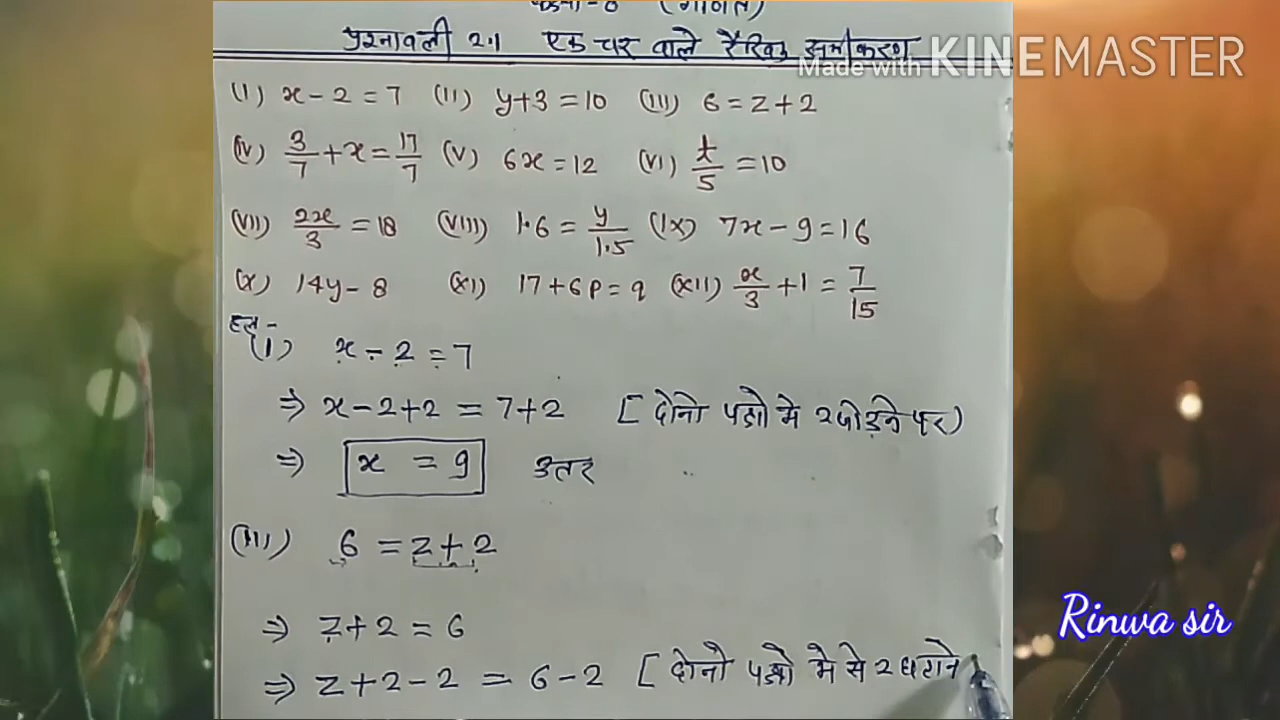 कक्षा-8 (गणित)
प्रश्नावली 2.1 एक चर वाले रैखिक समीकरण
Made with KINEMASTER
(I) x - 2 = 7 (II) y+3 = 10 (III) 6 = z + 2
(IV) 3/7 + x = 17/7 (V) 6x = 12 (VI) t/5 = 10
(VII) 2x/3 = 18 (VIII) 1.6 = y/1.5 (IX) 7x - 9 = 16
(X) 14y - 8 (XI) 17 + 6p = 9 (XII) x/3 + 1 = 7/15
हल -
(I) x - 2 = 7
⇒ x - 2 + 2 = 7 + 2 [ दोनो पक्षो मे 2 जोड़ने पर)
⇒ x = 9 उतर
(III) 6 = z + 2
⇒ z + 2 = 6
⇒ z + 2 - 2 = 6 - 2 [ दोनो पक्षो मे से 2 घटाने
Rinwa sir